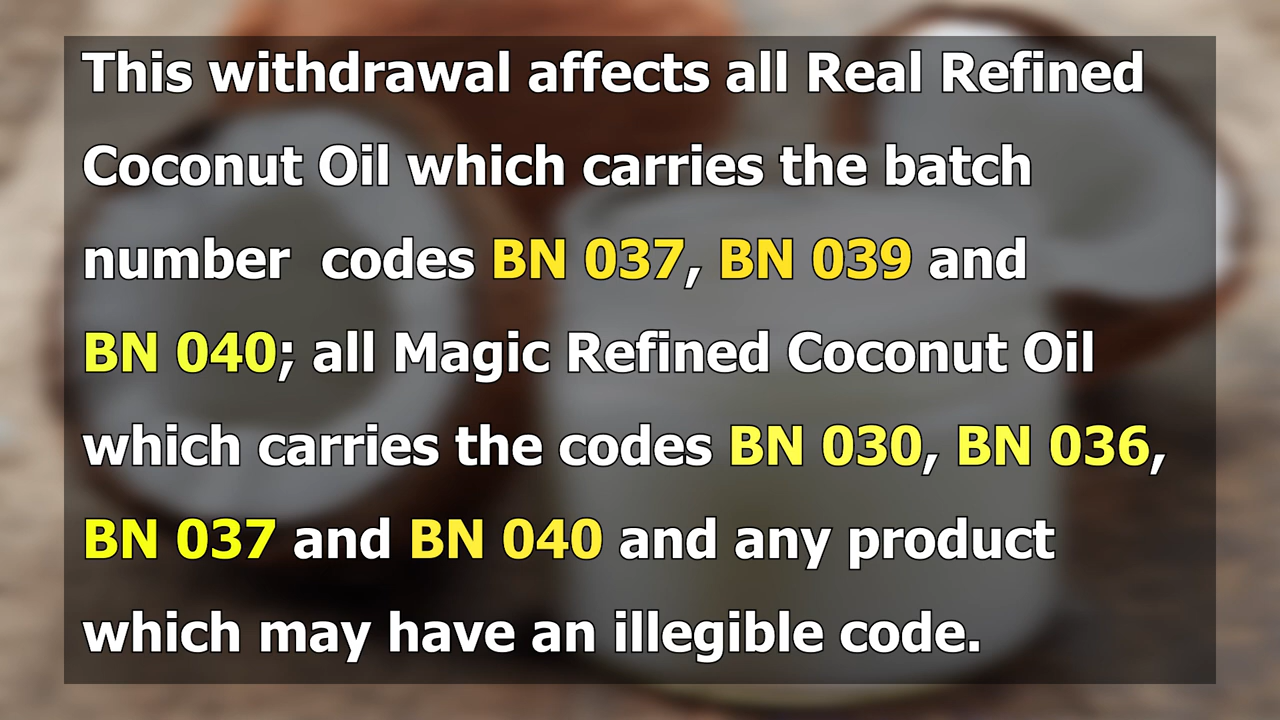 This withdrawal affects all Real Refined
Coconut Oil which carries the batch
number  codes BN 037, BN 039 and
BN 040; all Magic Refined Coconut Oil
which carries the codes BN 030, BN 036,
BN 037 and BN 040 and any product
which may have an illegible code.